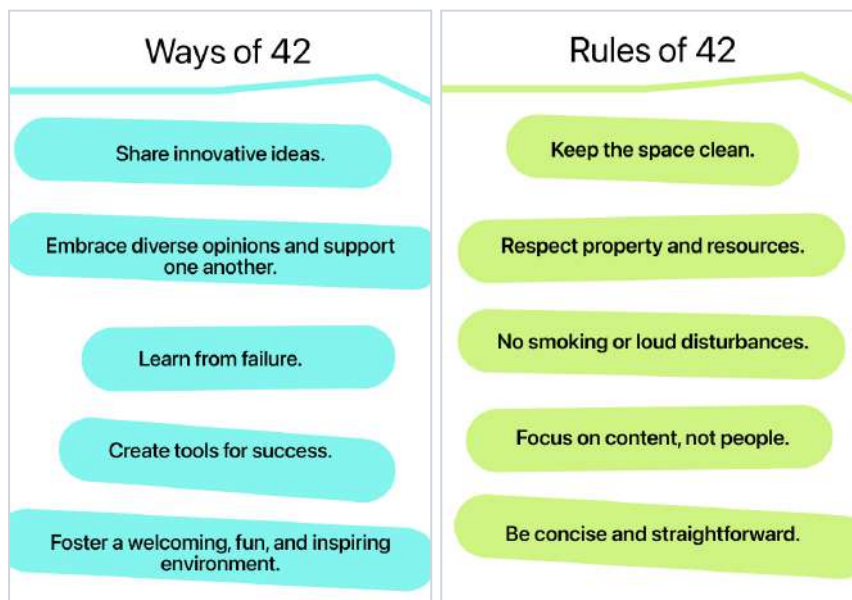 Ways of 42
Share innovative ideas.
Embrace diverse opinions and support
one another.
Learn from failure.
Create tools for success.
Foster a welcoming, fun, and inspiring
environment.
Rules of 42
Keep the space clean.
Respect property and resources.
No smoking or loud disturbances.
Focus on content, not people.
Be concise and straightforward.